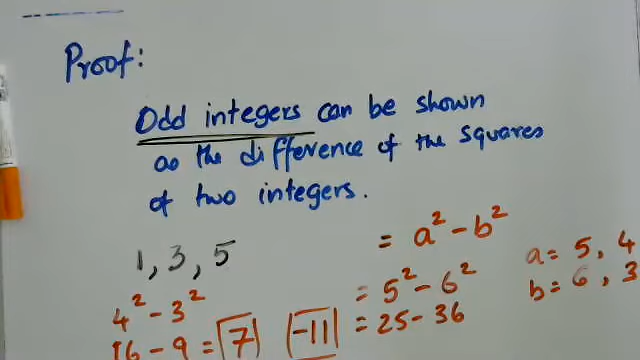 Proof:
Odd integers can be shown
as the difference of the squares
of two integers.
1, 3, 5
= a² - b²
a = 5, 4
b = 6, 3
4² - 3²
= 5² - 6²
16 - 9 = 7
-11 = 25 - 36